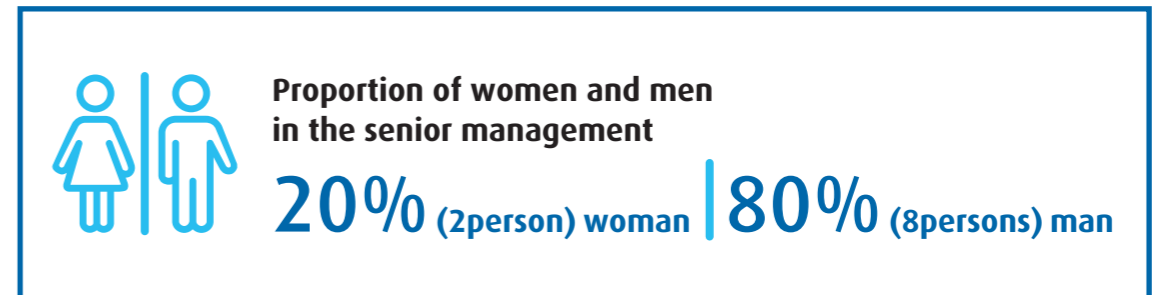 Proportion of women and men
in the senior management
20% (2person) woman | 80% (8persons) man